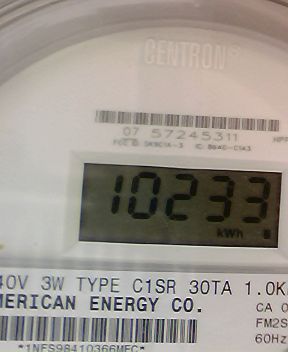 CENTRON®
07 57245311
10233
kWh
40V 3W TYPE C1SR 30TA 1.0K
MERICAN ENERGY CO.
CA 0
FM2S
60Hz
*1NFS98410366MFC*